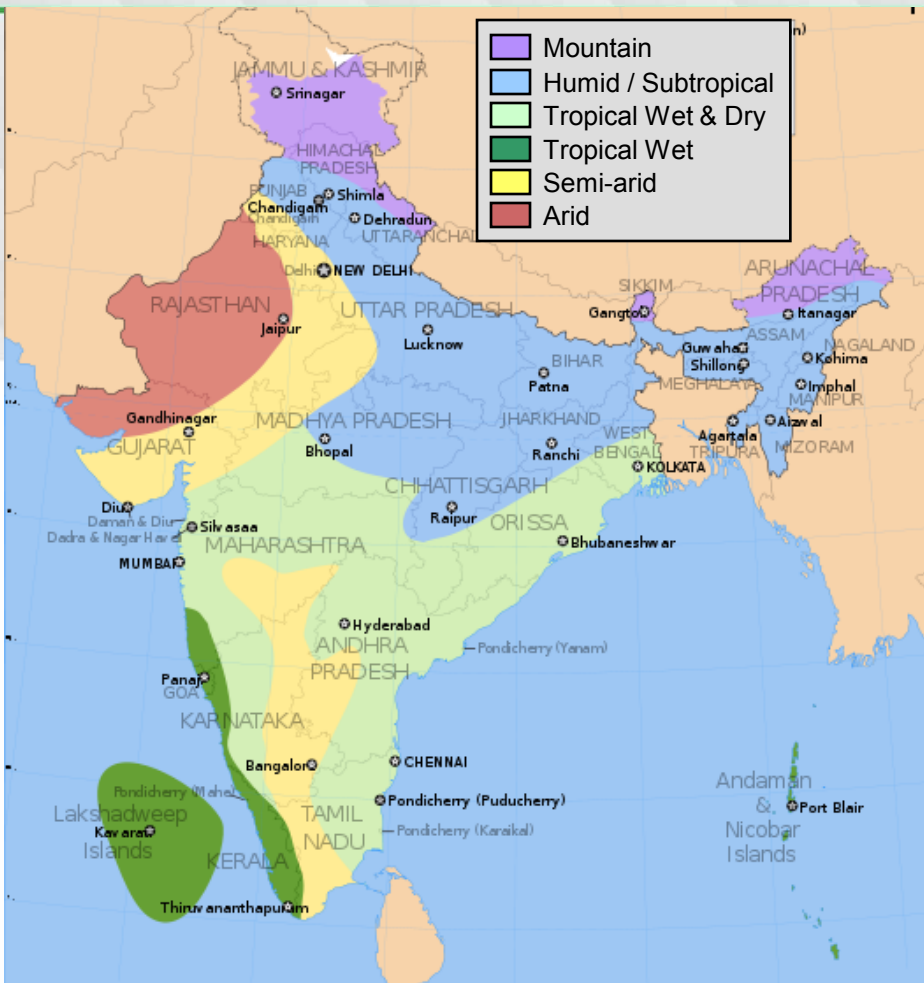 n)
Mountain
Humid / Subtropical
Tropical Wet & Dry
Tropical Wet
Semi-arid
Arid
JAMMU & KASHMIR
Srinagar
HIMACHAL
PRADESH
PUNJAB
Shimla
Chandigarh
Chandigarh
Dehradun
UTTARANCHAL
HARYANA
Delhi
NEW DELHI
RAJASTHAN
Jaipur
UTTAR PRADESH
Lucknow
SIKKIM
Gangtok
ARUNACHAL
PRADESH
Itanagar
ASSAM
NAGALAND
Guwahati
Shillong
Kohima
MEGHALAYA
Imphal
MANIPUR
BIHAR
Patna
Gandhinagar
GUJARAT
MADHYA PRADESH
Bhopal
JHARKHAND
Ranchi
WEST
BENGAL
KOLKATA
Agartala
TRIPURA
Aizwal
MIZORAM
CHHATTISGARH
Raipur
ORISSA
Bhubaneshwar
Diu
Daman & Diu
Dadra & Nagar Haveli
Silvasaa
MAHARASHTRA
MUMBAI
Hyderabad
ANDHRA
PRADESH
Pondicherry (Yanam)
Panaji
GOA
KARNATAKA
Bangalore
CHENNAI
Pondicherry (Mahe)
Pondicherry (Puducherry)
Pondicherry (Karaikal)
TAMIL
NADU
Lakshadweep
Kavarati
Islands
KERALA
Thiruvananthapuram
Andaman
&
Nicobar
Islands
Port Blair